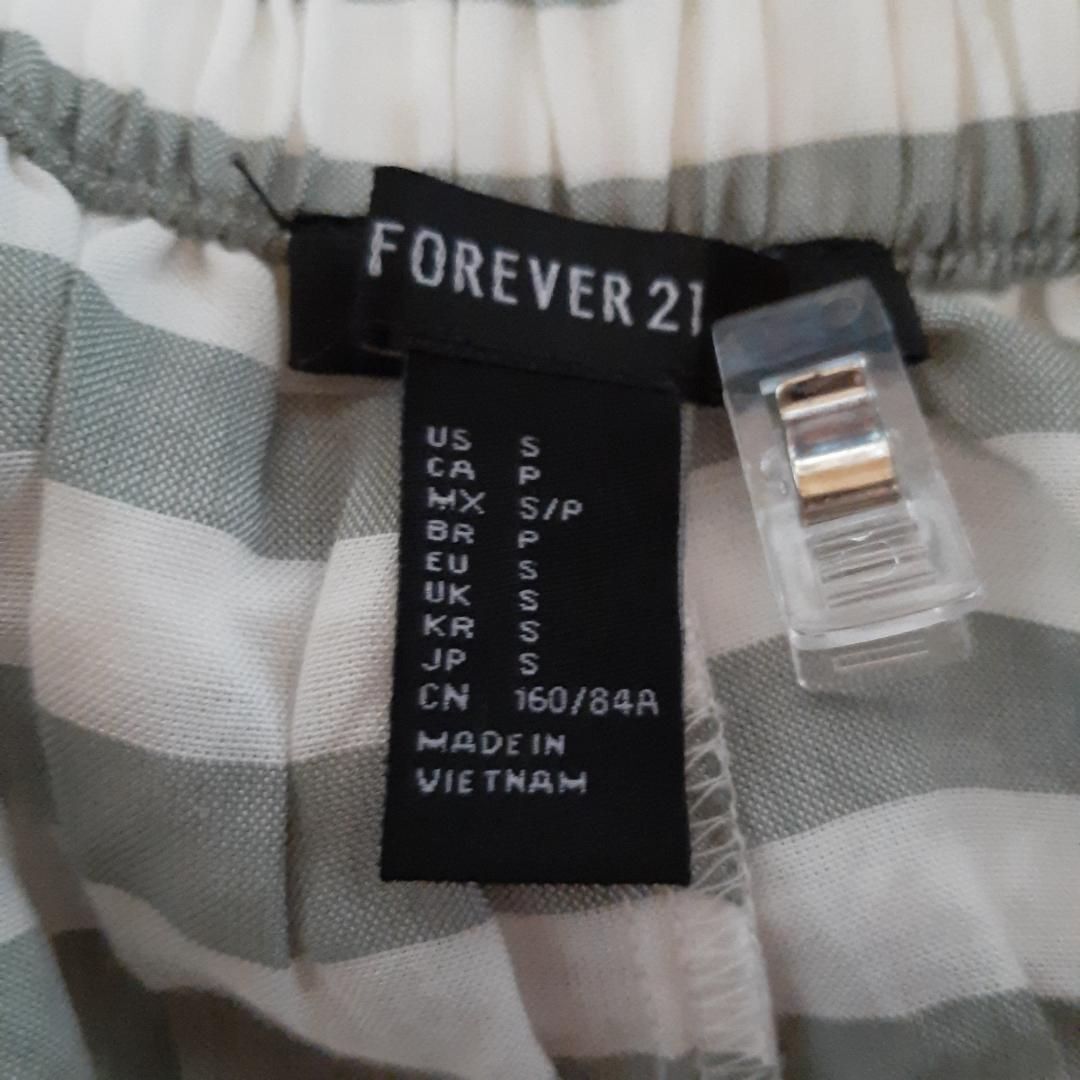 FOREVER 21
US S
CA P
MX S/P
BR P
EU S
UK S
KR S
JP S
CN 160/84A
MADE IN
VIETNAM